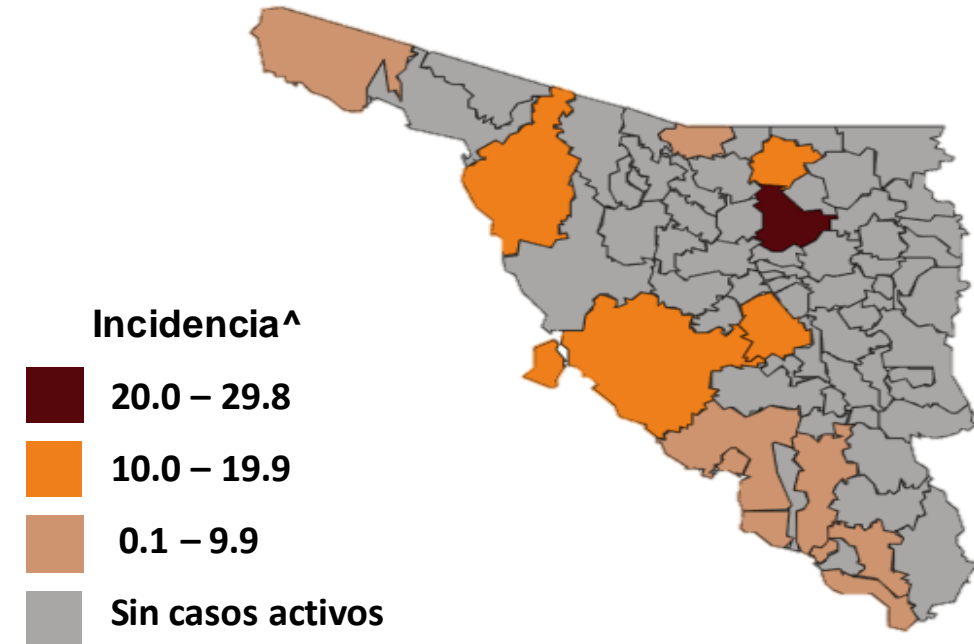 Incidencia^
20.0 – 29.8
10.0 – 19.9
0.1 – 9.9
Sin casos activos